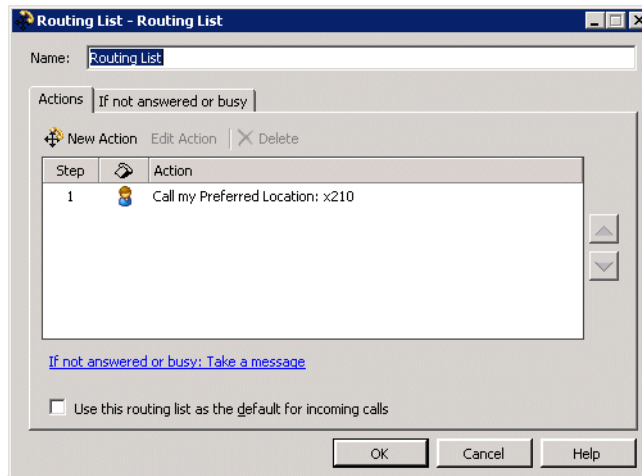 Routing List - Routing List
Name: Routing List
Actions If not answered or busy
New Action Edit Action Delete
Step Action
1 Call my Preferred Location: x210
If not answered or busy: Take a message
Use this routing list as the default for incoming calls
OK Cancel Help